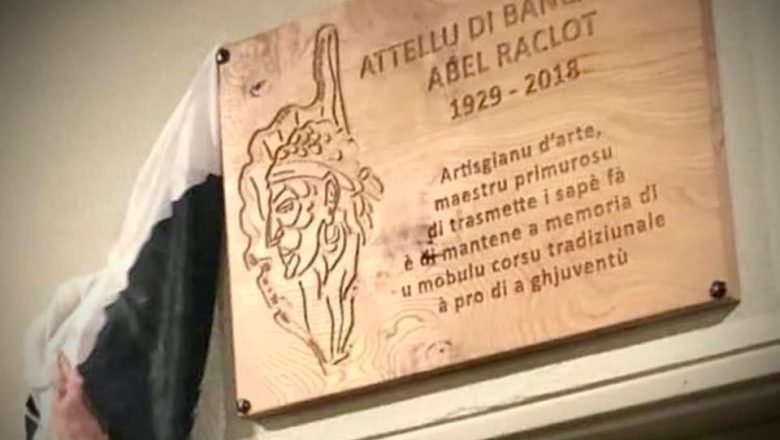 ATTELLU DI
ABEL RACLOT
1929 - 2018
Artisgianu d'arte,
maestru primurosu
di trasmette i sapè fà
è di mantene a memoria di
u mobulu corsu tradiziunale
à pro di a ghjuventù